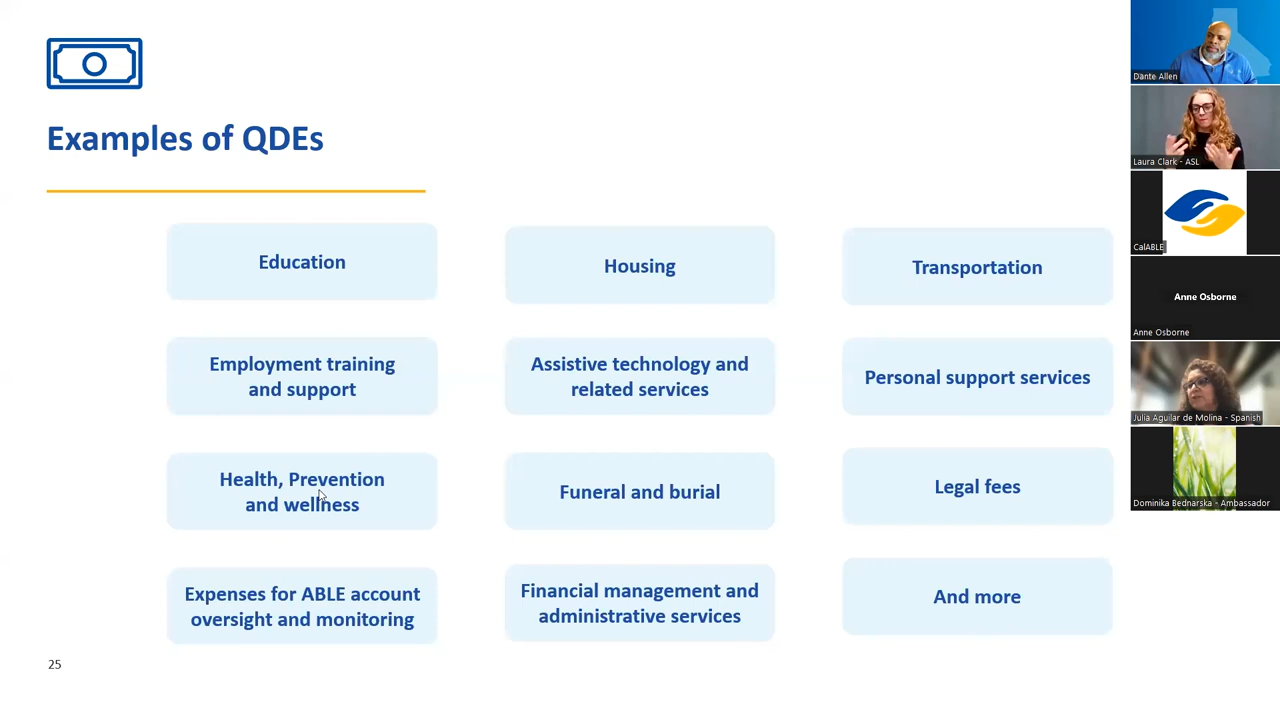 Examples of QDEs
Education
Housing
Transportation
Employment training
and support
Assistive technology and
related services
Personal support services
Health, Prevention
and wellness
Funeral and burial
Legal fees
Expenses for ABLE account
oversight and monitoring
Financial management and
administrative services
And more
25
Dante Allen
Laura Clark - ASL
CalABLE
Anne Osborne
Anne Osborne
Julia Aguilar de Molina - Spanish
Dominika Bednarska - Ambassador